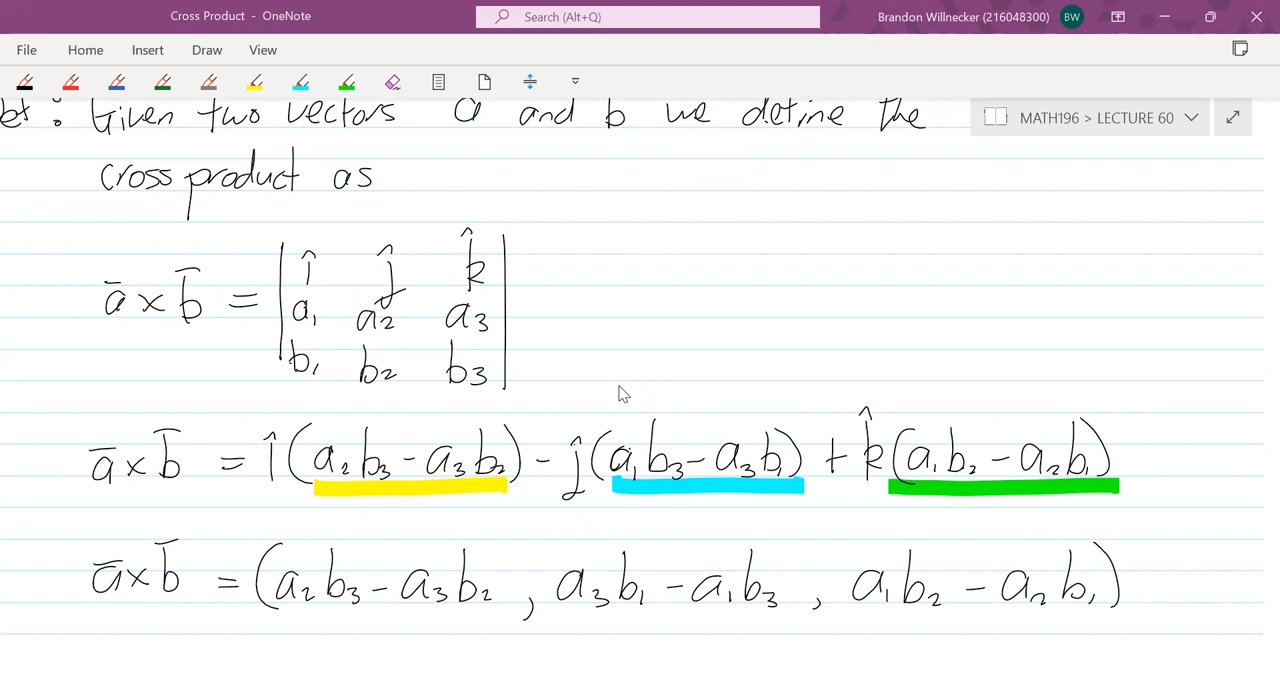 Cross Product - OneNote
Search (Alt+Q)
Brandon Willnecker (216048300)
BW
File Home Insert Draw View
MATH196 > LECTURE 60
ef : Given two vectors a and b we define the
cross product as
a̅ × b̅ = | î ĵ k̂ |
| a₁ a₂ a₃ |
| b₁ b₂ b₃ |
a̅ × b̅ = î (a₂b₃ - a₃b₂) - ĵ (a₁b₃ - a₃b₁) + k̂ (a₁b₂ - a₂b₁)
a̅ × b̅ = (a₂b₃ - a₃b₂ , a₃b₁ - a₁b₃ , a₁b₂ - a₂b₁)